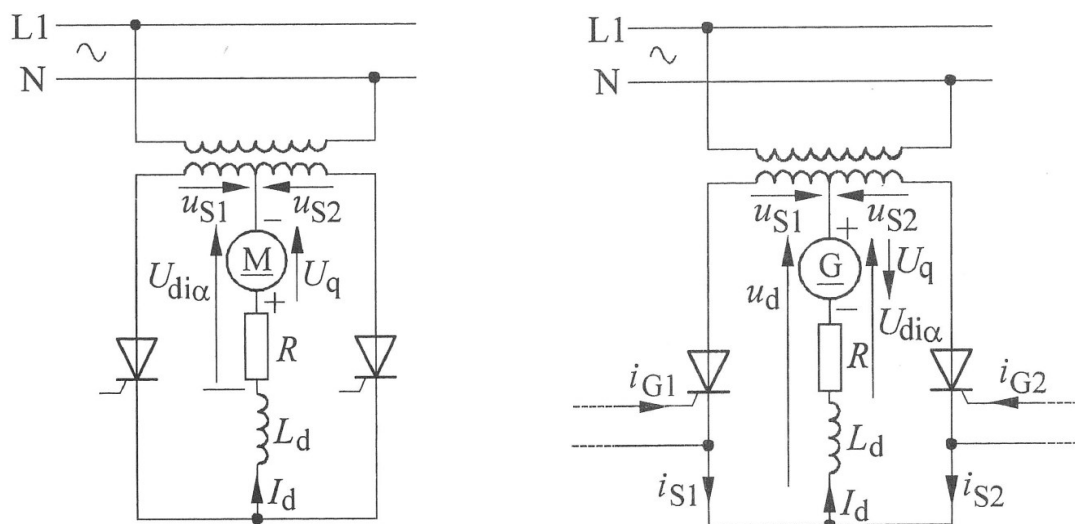 L1
N
u_S1
u_S2
−
M
+
U_diα
U_q
R
L_d
I_d
L1
N
u_S1
u_S2
+
G
−
u_d
U_q
U_diα
R
i_G1
i_G2
L_d
i_S1
I_d
i_S2